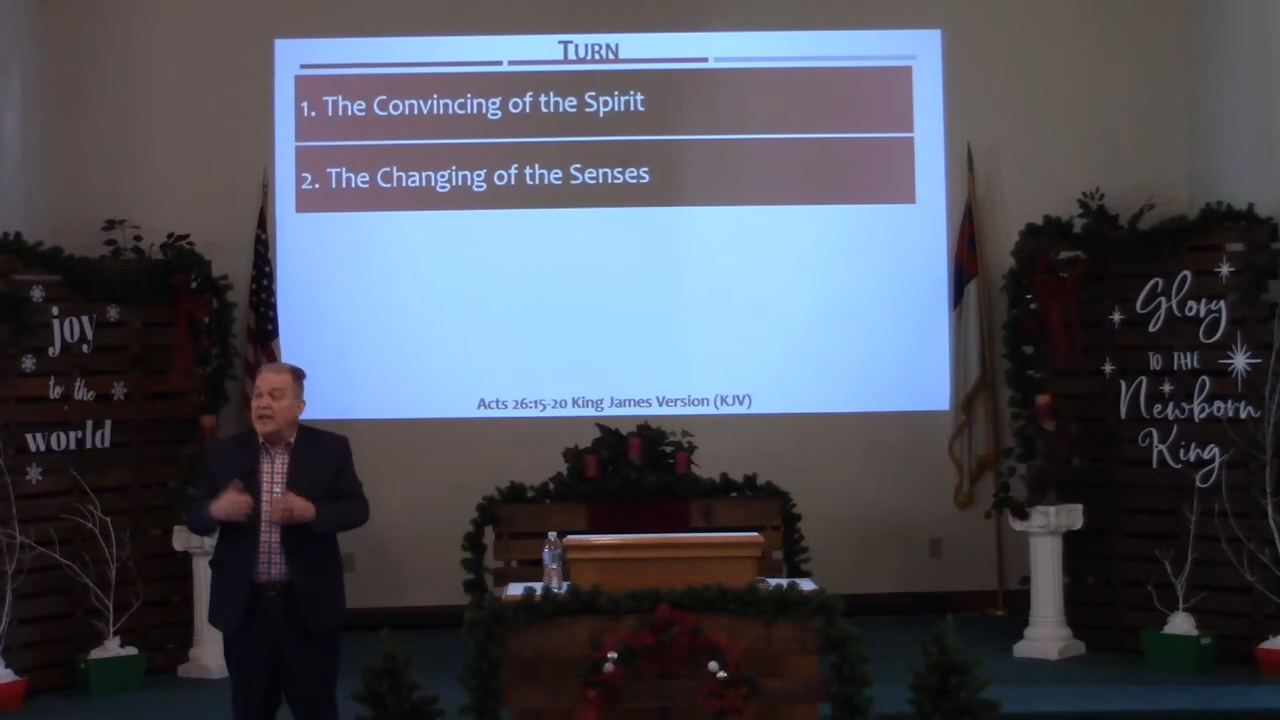 TURN
1. The Convincing of the Spirit
2. The Changing of the Senses
Acts 26:15-20 King James Version (KJV)
joy
to the
world
Glory
TO THE
Newborn
King